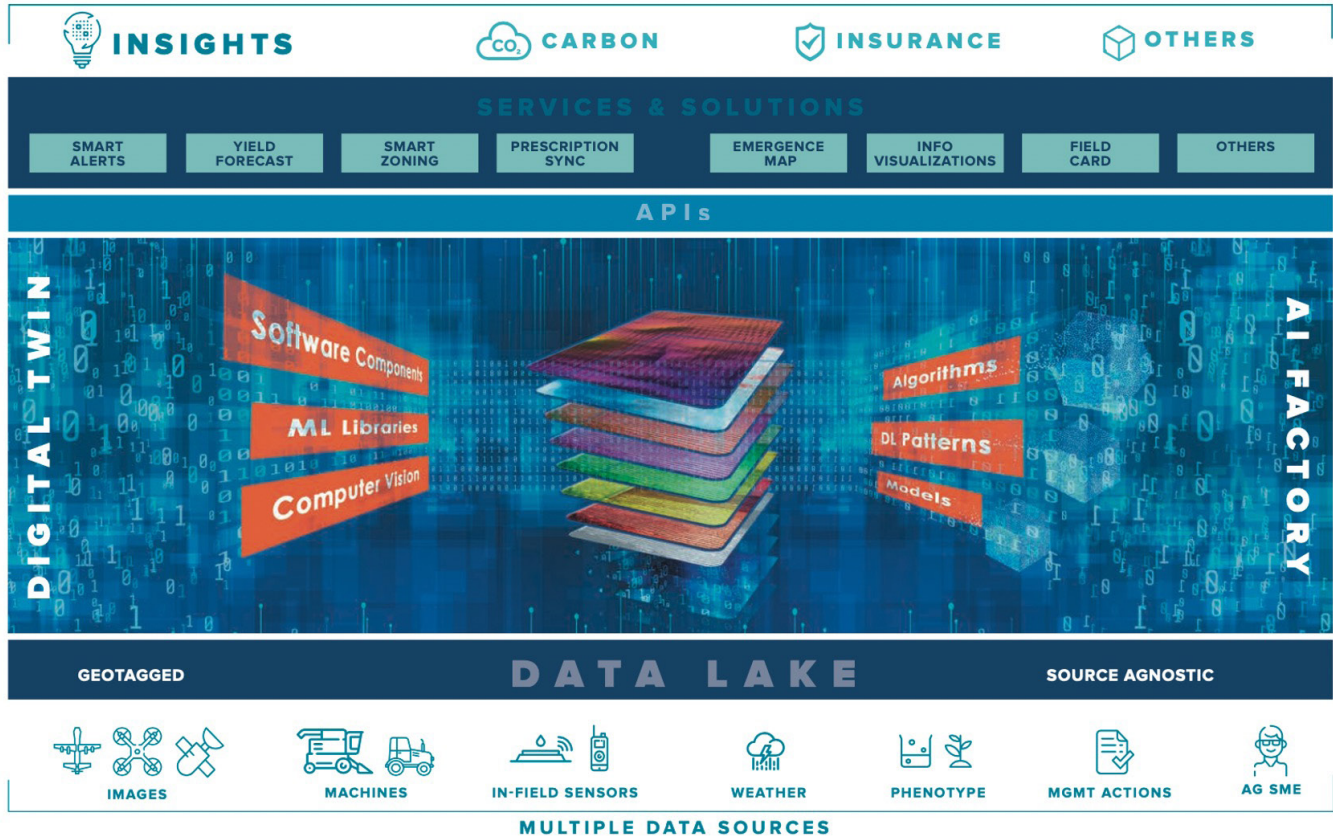 INSIGHTS
CO2 CARBON
INSURANCE
OTHERS
SERVICES & SOLUTIONS
SMART
ALERTS
YIELD
FORECAST
SMART
ZONING
PRESCRIPTION
SYNC
EMERGENCE
MAP
INFO
VISUALIZATIONS
FIELD
CARD
OTHERS
APIs
DIGITAL TWIN
Software Components
ML Libraries
Computer Vision
Algorithms
DL Patterns
Models
AI FACTORY
GEOTAGGED
DATA LAKE
SOURCE AGNOSTIC
IMAGES
MACHINES
IN-FIELD SENSORS
WEATHER
PHENOTYPE
MGMT ACTIONS
AG SME
MULTIPLE DATA SOURCES